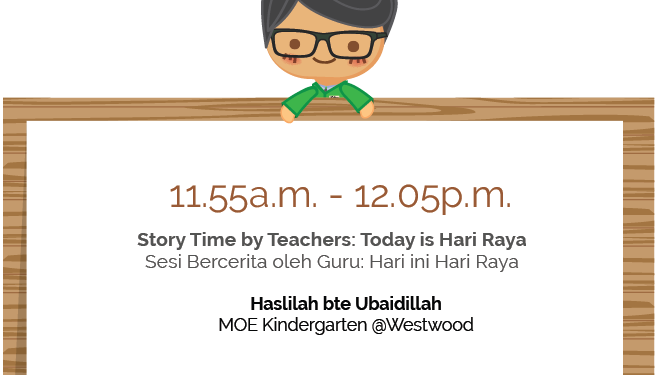 11.55a.m. - 12.05p.m.
Story Time by Teachers: Today is Hari Raya
Sesi Bercerita oleh Guru: Hari ini Hari Raya
Haslilah bte Ubaidillah
MOE Kindergarten @Westwood